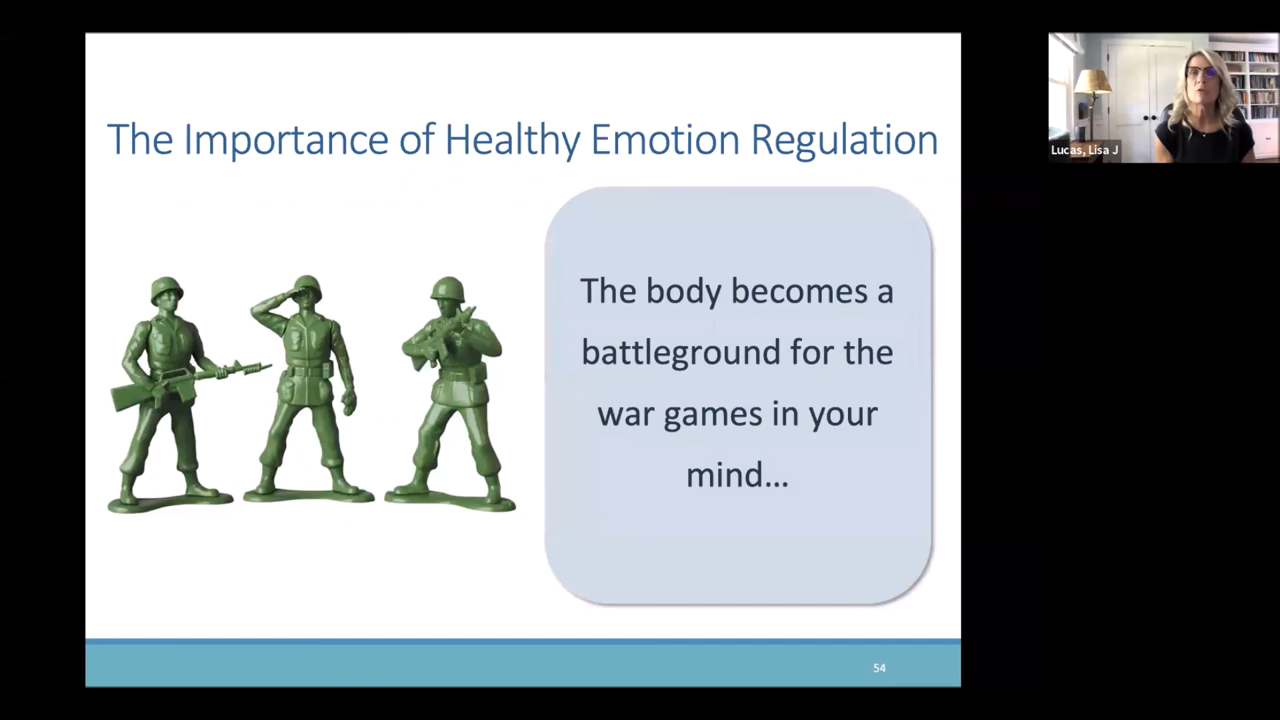 The Importance of Healthy Emotion Regulation
The body becomes a
battleground for the
war games in your
mind...
54
Lucas, Lisa J